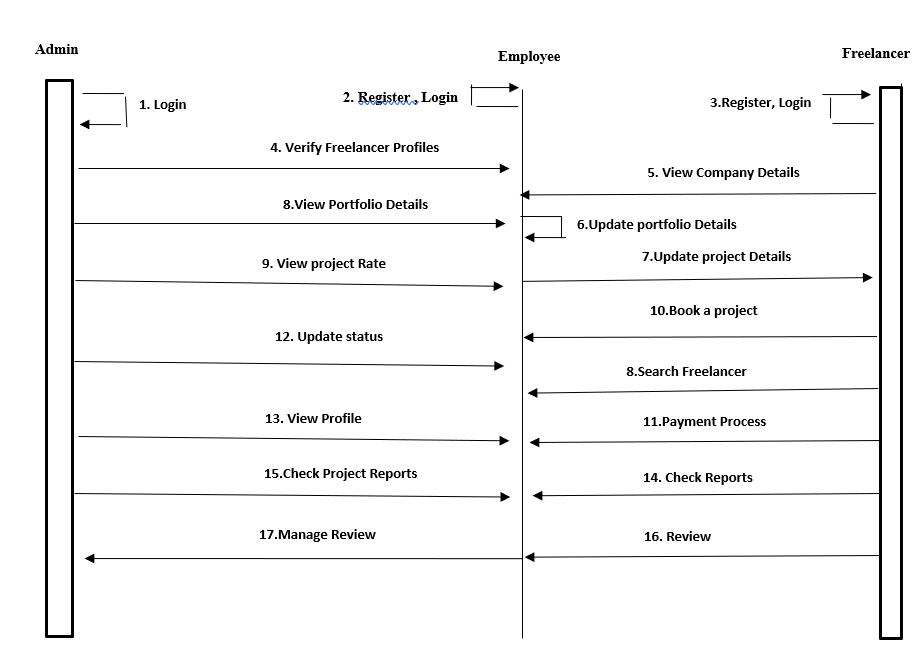 Admin
Employee
Freelancer
1. Login
2. Register , Login
3.Register, Login
4. Verify Freelancer Profiles
5. View Company Details
8.View Portfolio Details
6.Update portfolio Details
7.Update project Details
9. View project Rate
10.Book a project
12. Update status
8.Search Freelancer
13. View Profile
11.Payment Process
15.Check Project Reports
14. Check Reports
17.Manage Review
16. Review